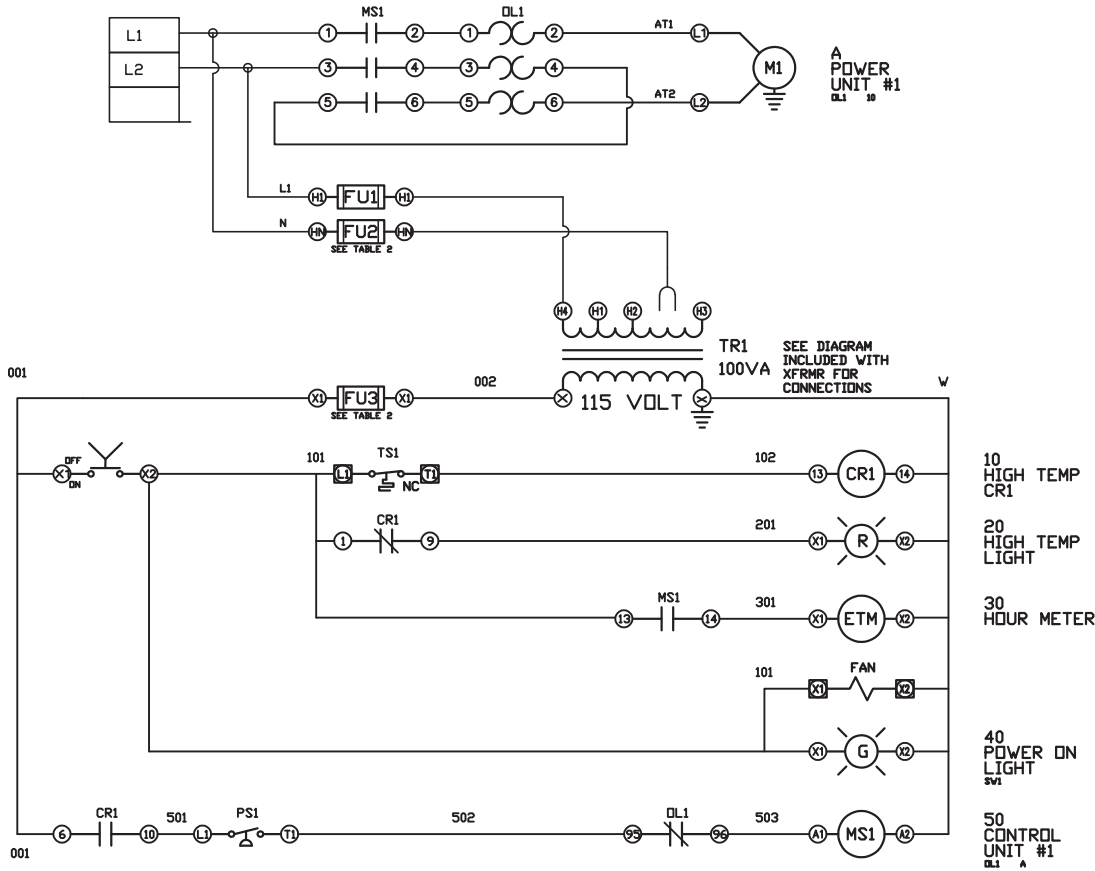 MS1 OL1
L1 1 2 1 2 AT1 L1
L2 3 4 3 4 M1
5 6 5 6 AT2 L2
A
POWER
UNIT #1
OL1 10
L1 H1 FU1 H1
N HN FU2 HN
SEE TABLE 2
H4 H1 H2 H3
TR1
100VA
SEE DIAGRAM
INCLUDED WITH
XFRMR FOR
CONNECTIONS
001 002 W
X1 FU3 X1 X 115 VOLT X
SEE TABLE 2
OFF 101 TS1 102
X1 X2 L1 T1 13 CR1 14
ON NC
10
HIGH TEMP
CR1
CR1 201
1 9 X1 R X2
20
HIGH TEMP
LIGHT
MS1 301
13 14 X1 ETM X2
30
HOUR METER
101 FAN
X1 X2
X1 G X2
40
POWER ON
LIGHT
SW1
CR1 501 PS1 502 OL1 503
6 10 L1 T1 95 96 A1 MS1 A2
001
50
CONTROL
UNIT #1
OL1 A